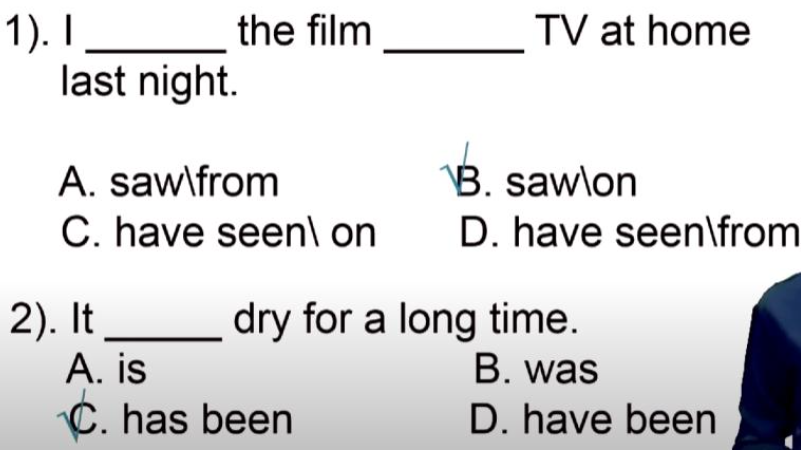 1). I ______ the film ______ TV at home
last night.
A. saw\from B. saw\on
C. have seen\ on D. have seen\from
2). It _____ dry for a long time.
A. is B. was
C. has been D. have been